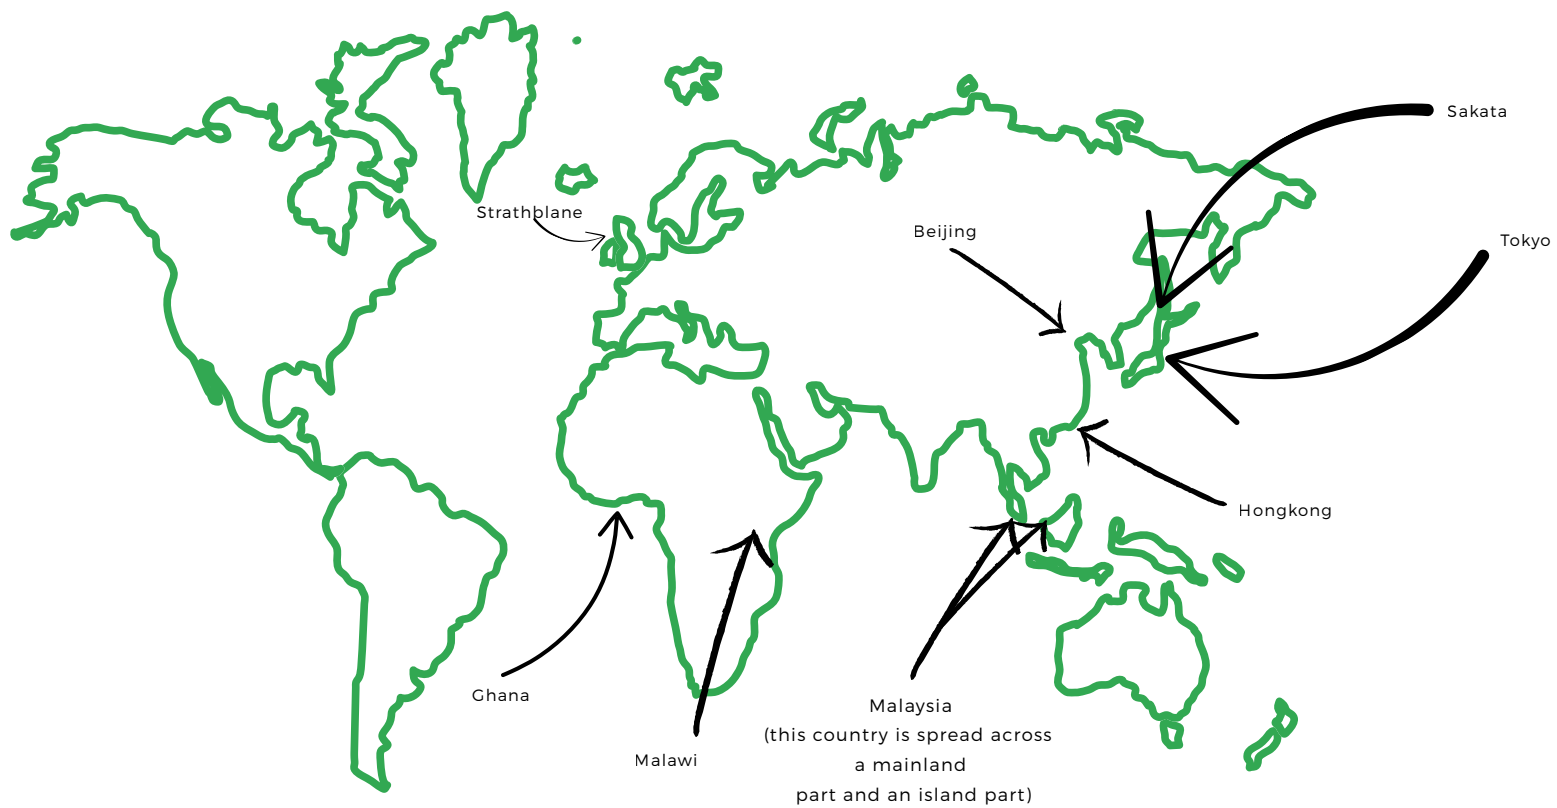 Sakata
Strathblane
Beijing
Tokyo
Hongkong
Ghana
Malawi
Malaysia
(this country is spread across
a mainland
part and an island part)